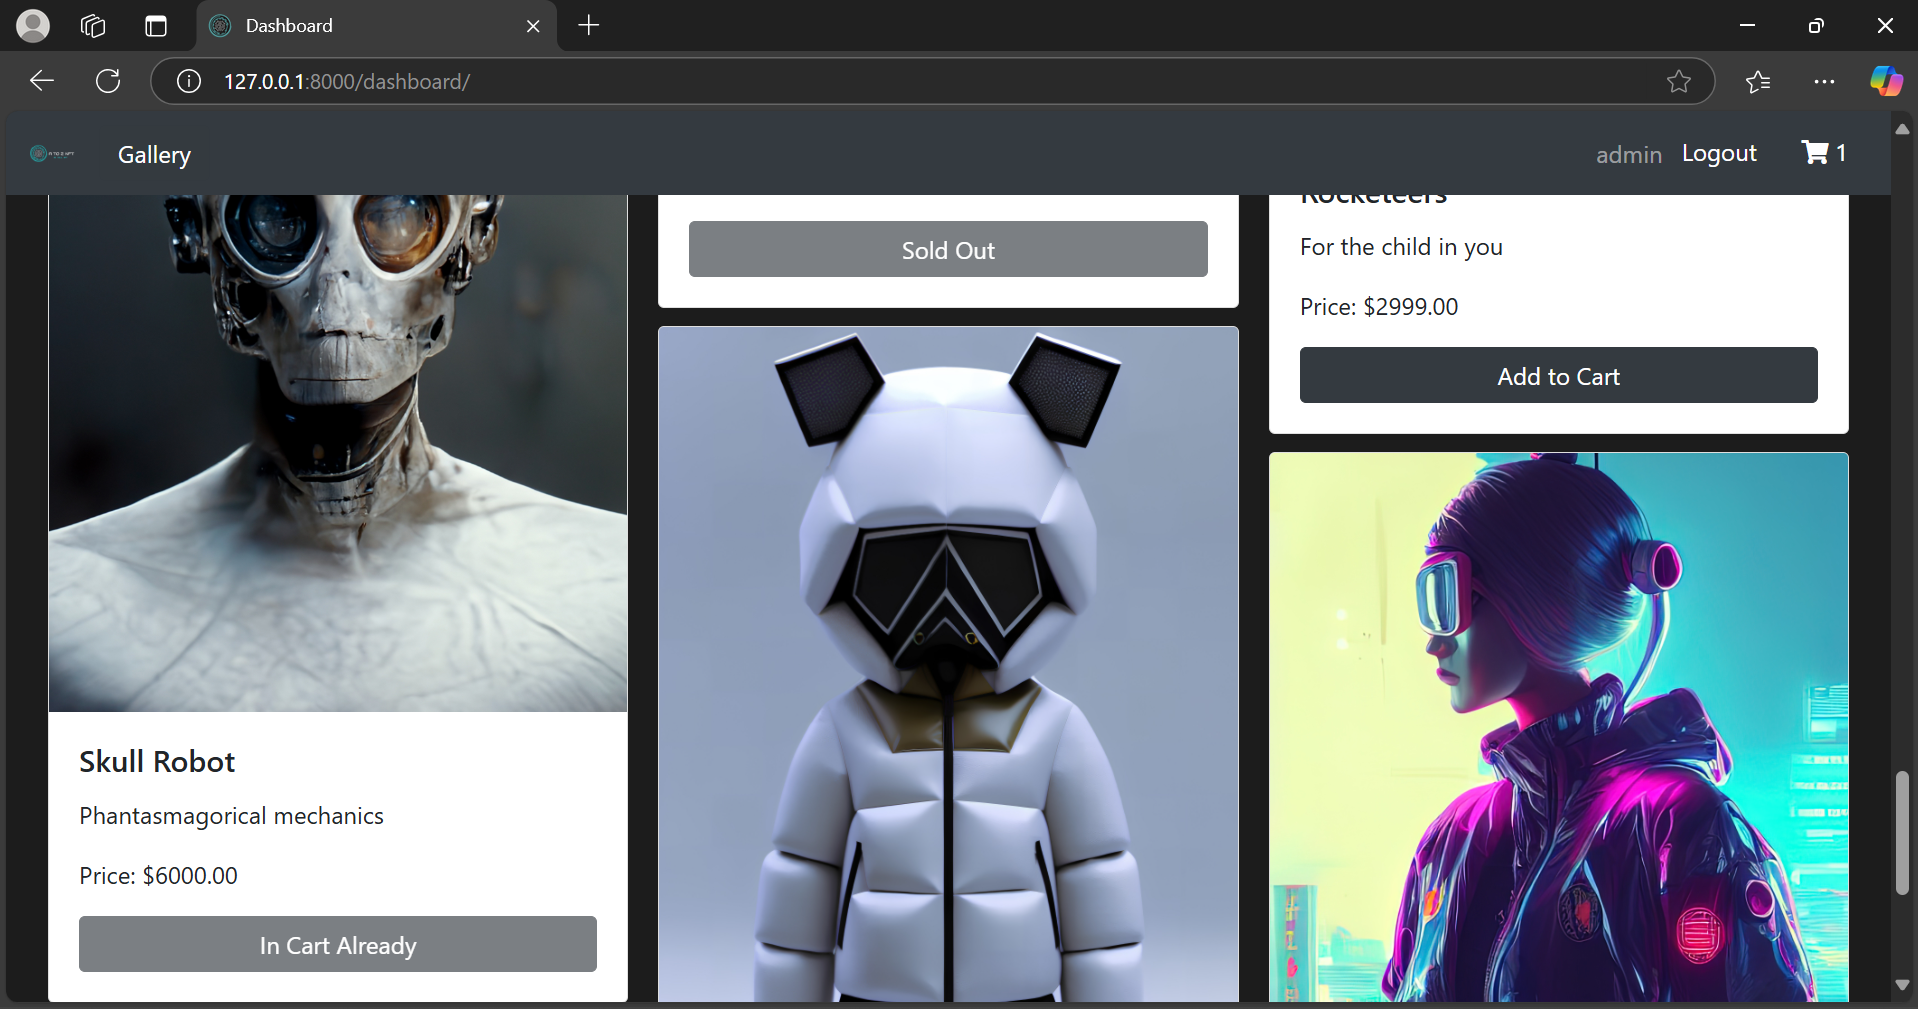 Dashboard
127.0.0.1:8000/dashboard/
Gallery
admin
Logout
1
Skull Robot
Phantasmagorical mechanics
Price: $6000.00
In Cart Already
Sold Out
Rocketeers
For the child in you
Price: $2999.00
Add to Cart